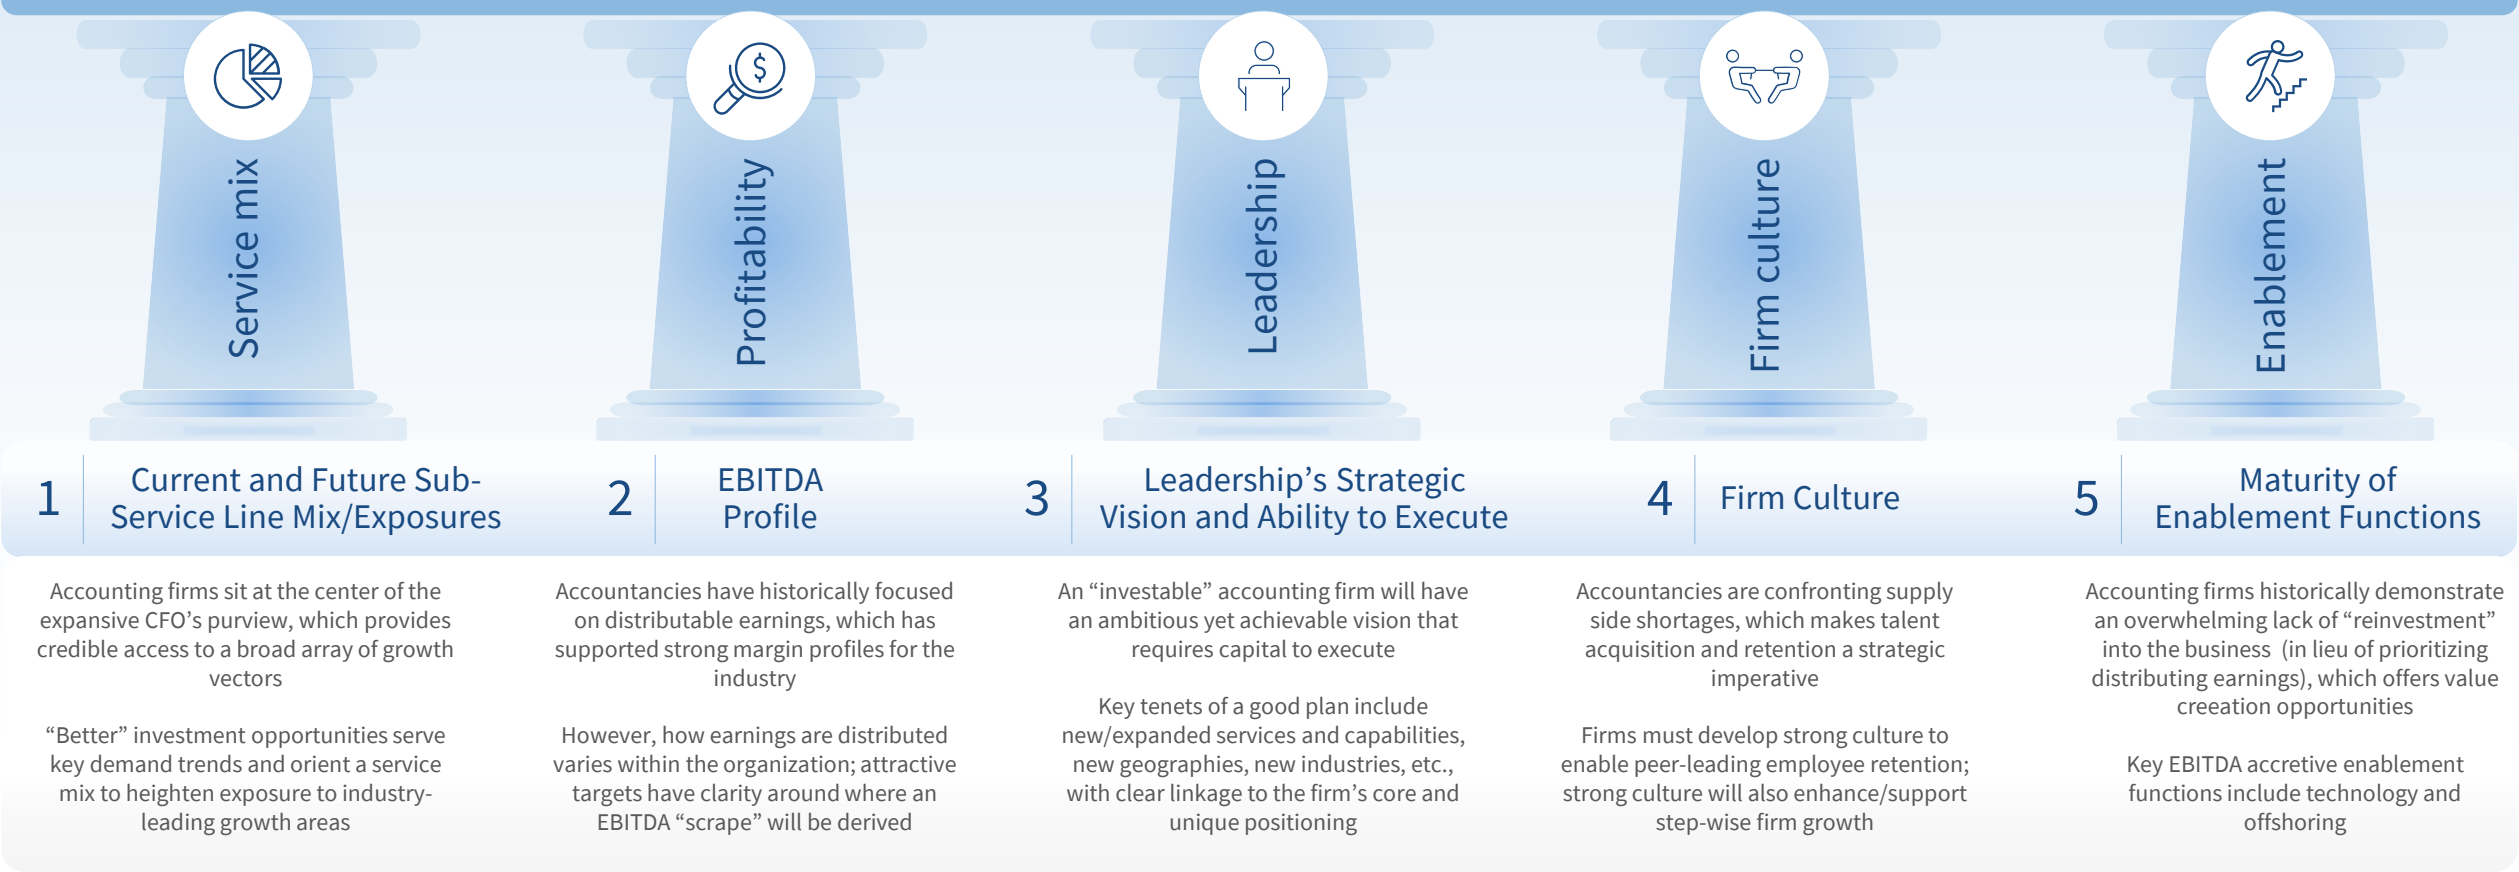 Service mix
Profitability
Leadership
Firm culture
Enablement
1
Current and Future Sub-
Service Line Mix/Exposures
2
EBITDA
Profile
3
Leadership’s Strategic
Vision and Ability to Execute
4
Firm Culture
5
Maturity of
Enablement Functions
Accounting firms sit at the center of the
expansive CFO’s purview, which provides
credible access to a broad array of growth
vectors
“Better” investment opportunities serve
key demand trends and orient a service
mix to heighten exposure to industry-
leading growth areas
Accountancies have historically focused
on distributable earnings, which has
supported strong margin profiles for the
industry
However, how earnings are distributed
varies within the organization; attractive
targets have clarity around where an
EBITDA “scrape” will be derived
An “investable” accounting firm will have
an ambitious yet achievable vision that
requires capital to execute
Key tenets of a good plan include
new/expanded services and capabilities,
new geographies, new industries, etc.,
with clear linkage to the firm’s core and
unique positioning
Accountancies are confronting supply
side shortages, which makes talent
acquisition and retention a strategic
imperative
Firms must develop strong culture to
enable peer-leading employee retention;
strong culture will also enhance/support
step-wise firm growth
Accounting firms historically demonstrate
an overwhelming lack of “reinvestment”
into the business (in lieu of prioritizing
distributing earnings), which offers value
creeation opportunities
Key EBITDA accretive enablement
functions include technology and
offshoring